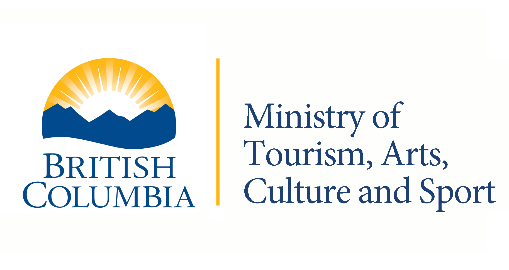 BRITISH
COLUMBIA
Ministry of
Tourism, Arts,
Culture and Sport